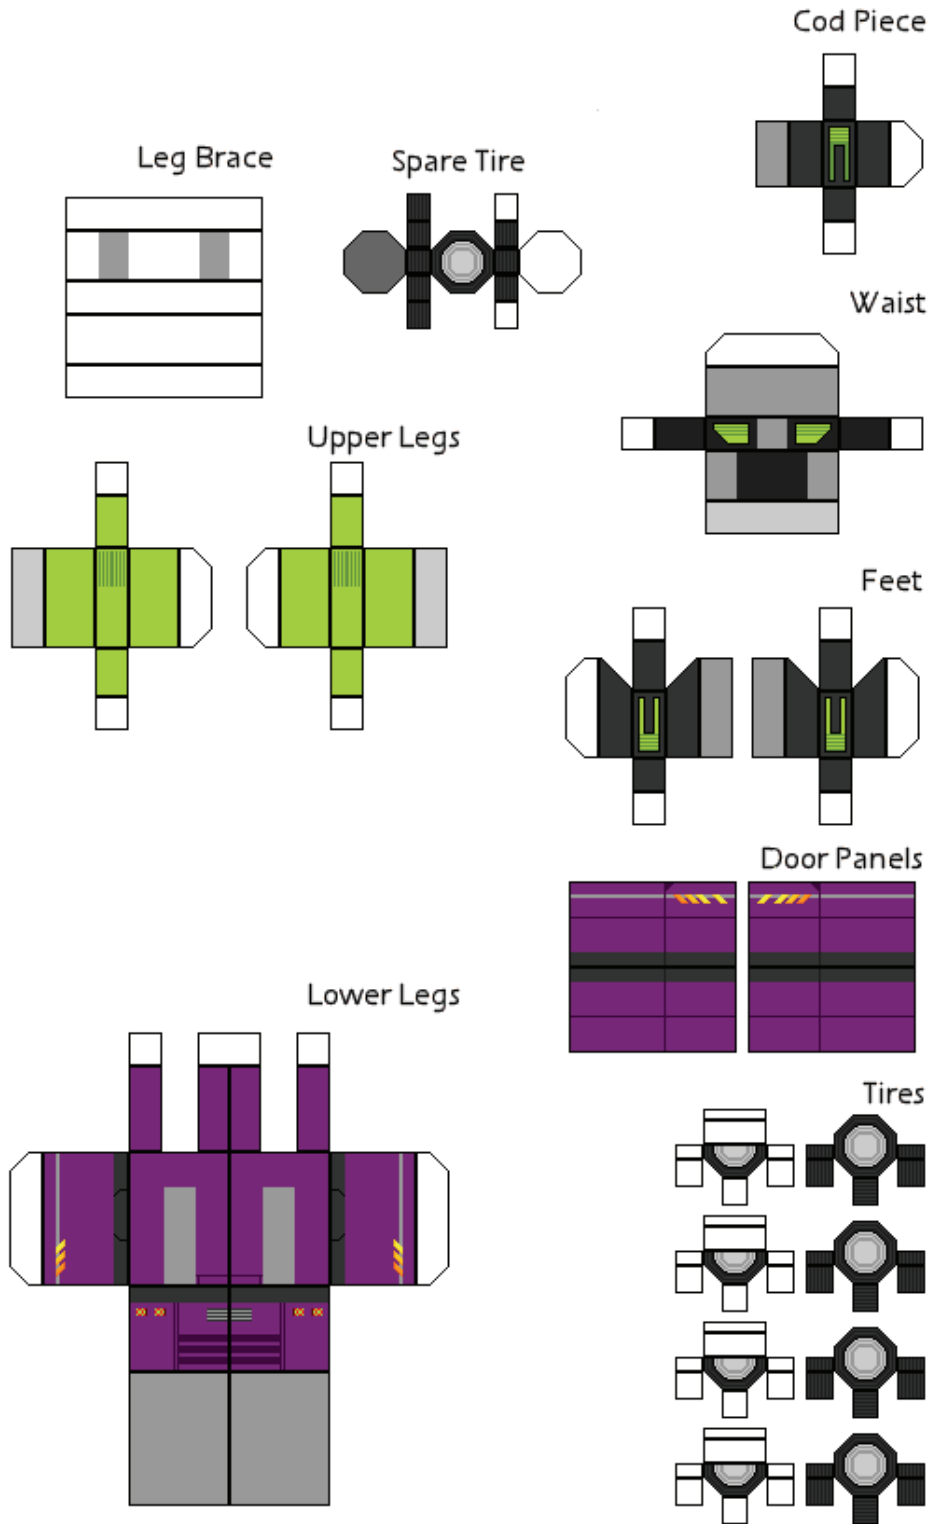 Cod Piece
Leg Brace
Spare Tire
Waist
Upper Legs
Feet
Door Panels
Lower Legs
Tires